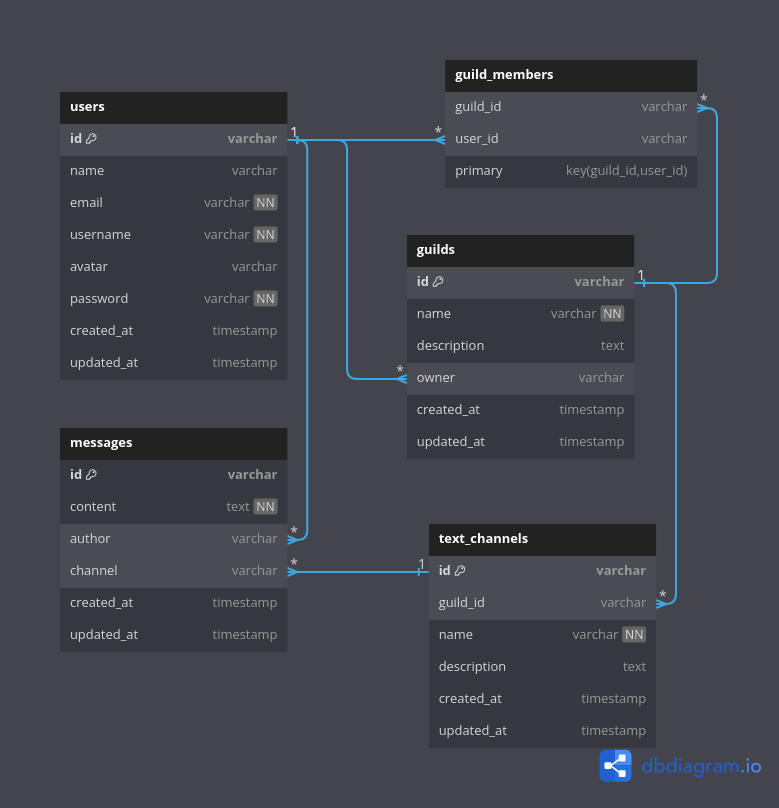 users
id varchar
name varchar
email varchar NN
username varchar NN
avatar varchar
password varchar NN
created_at timestamp
updated_at timestamp
guild_members
guild_id varchar
user_id varchar
primary key(guild_id,user_id)
guilds
id varchar
name varchar NN
description text
owner varchar
created_at timestamp
updated_at timestamp
messages
id varchar
content text NN
author varchar
channel varchar
created_at timestamp
updated_at timestamp
text_channels
id varchar
guild_id varchar
name varchar NN
description text
created_at timestamp
updated_at timestamp
1
*
*
1
*
*
*
1
*
dbdiagram.io